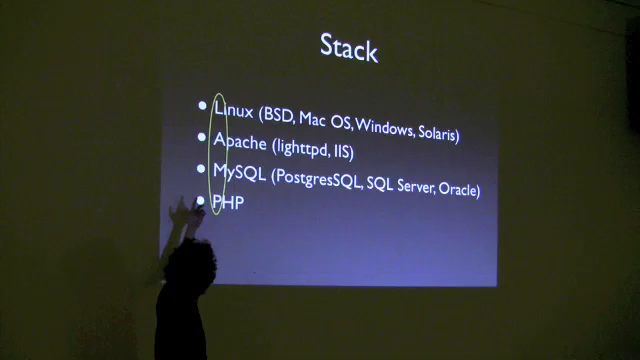 Stack
• Linux (BSD, Mac OS, Windows, Solaris)
• Apache (lighttpd, IIS)
• MySQL (PostgresSQL, SQL Server, Oracle)
• PHP